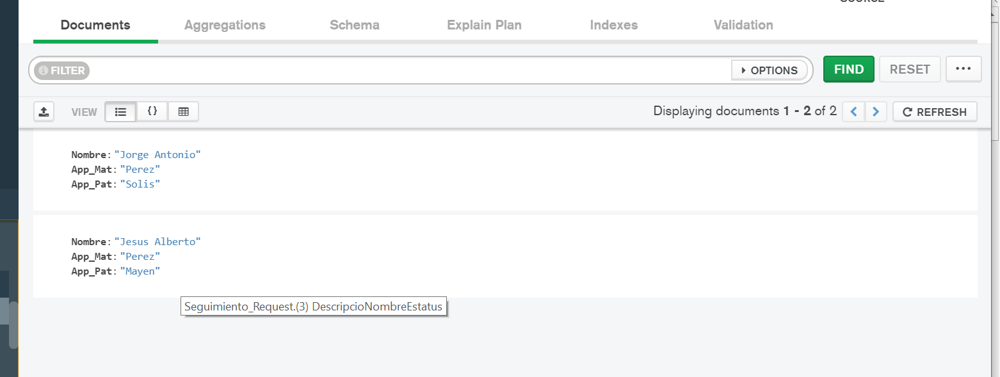 SOURCE
Documents Aggregations Schema Explain Plan Indexes Validation
FILTER OPTIONS FIND RESET ...
VIEW {} Displaying documents 1 - 2 of 2 REFRESH
Nombre: "Jorge Antonio"
App_Mat: "Perez"
App_Pat: "Solis"
Nombre: "Jesus Alberto"
App_Mat: "Perez"
App_Pat: "Mayen"
Seguimiento_Request.(3) DescripcioNombreEstatus